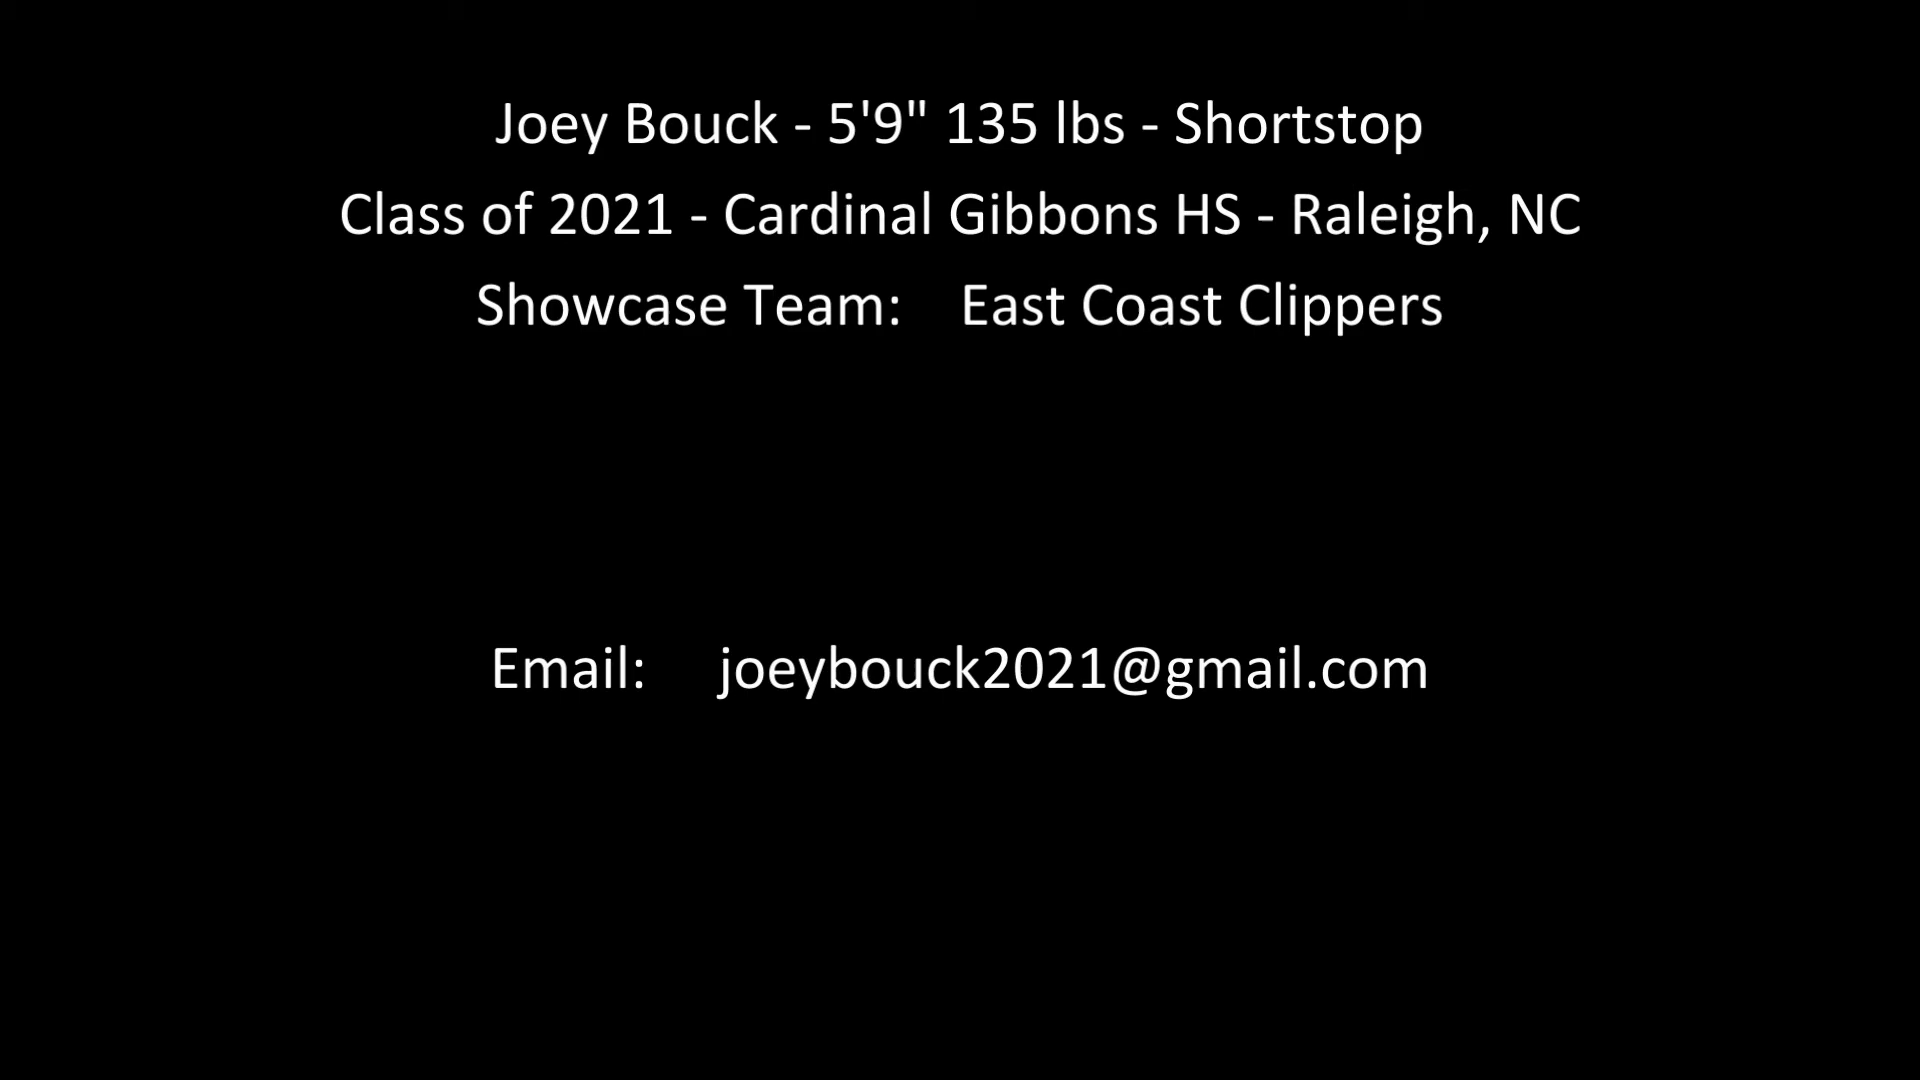 Joey Bouck - 5'9" 135 lbs - Shortstop
Class of 2021 - Cardinal Gibbons HS - Raleigh, NC
Showcase Team: East Coast Clippers
Email: joeybouck2021@gmail.com